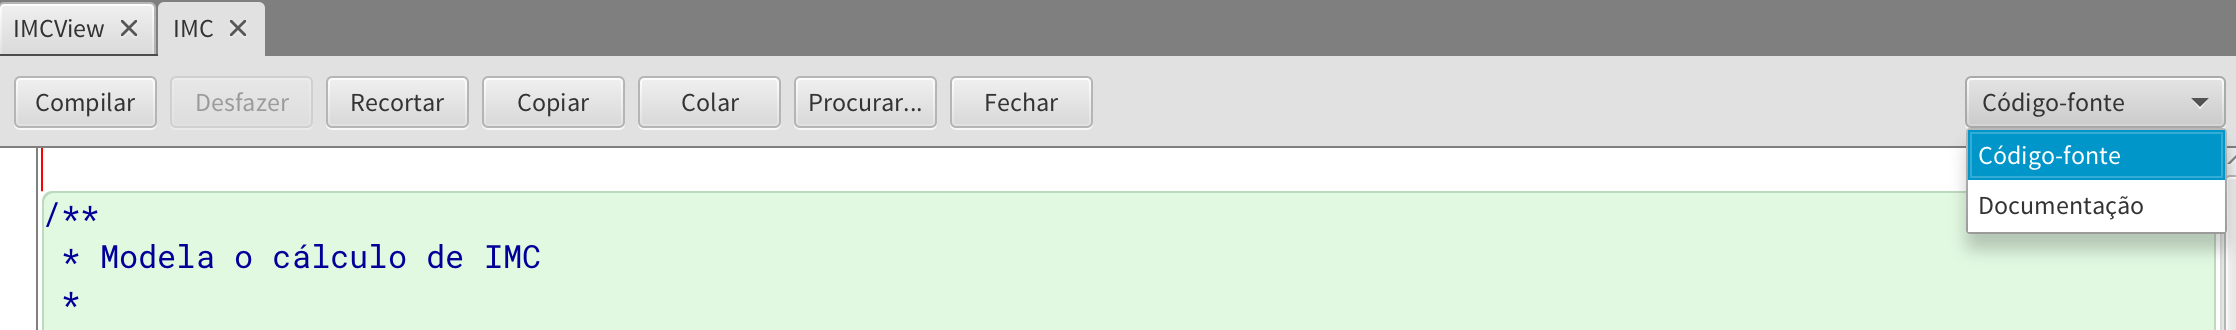 IMCView IMC
Compilar Desfazer Recortar Copiar Colar Procurar... Fechar Código-fonte
Código-fonte
Documentação
/**
* Modela o cálculo de IMC
*